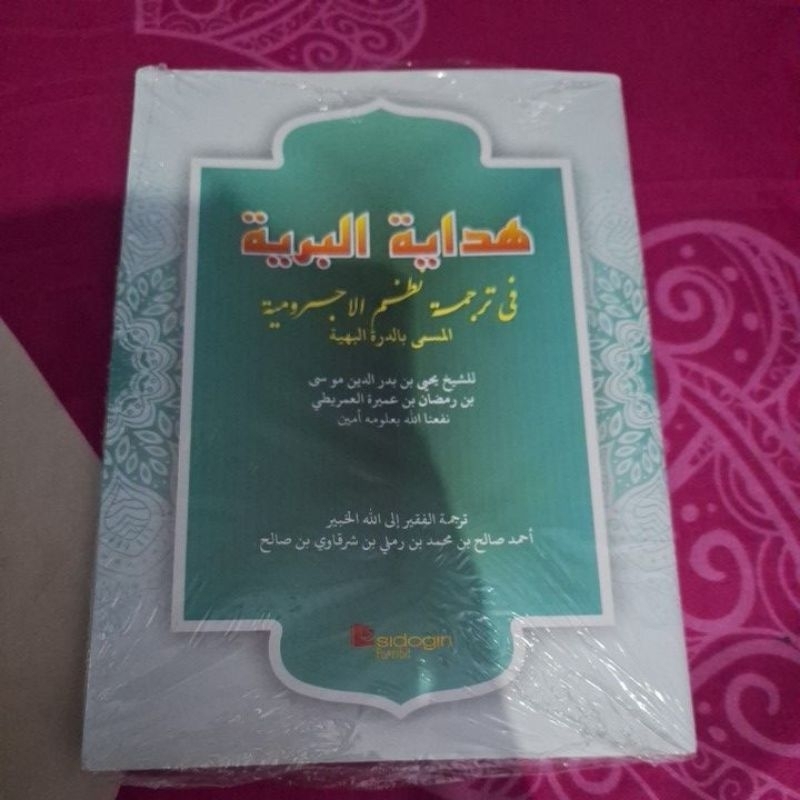 هداية البرية
في ترجمة نظم الاجرومية
المسمى بالدرة البهية
للشيخ يحيى بن بدر الدين موسى
بن رمضان بن عميرة العمريطي
نفعنا الله بعلومه أمين
ترجمة الفقير إلى الله الخبير
أحمد صالح بن محمد بن رملي بن شرقاوي بن صالح
sidogiri
Penerbit